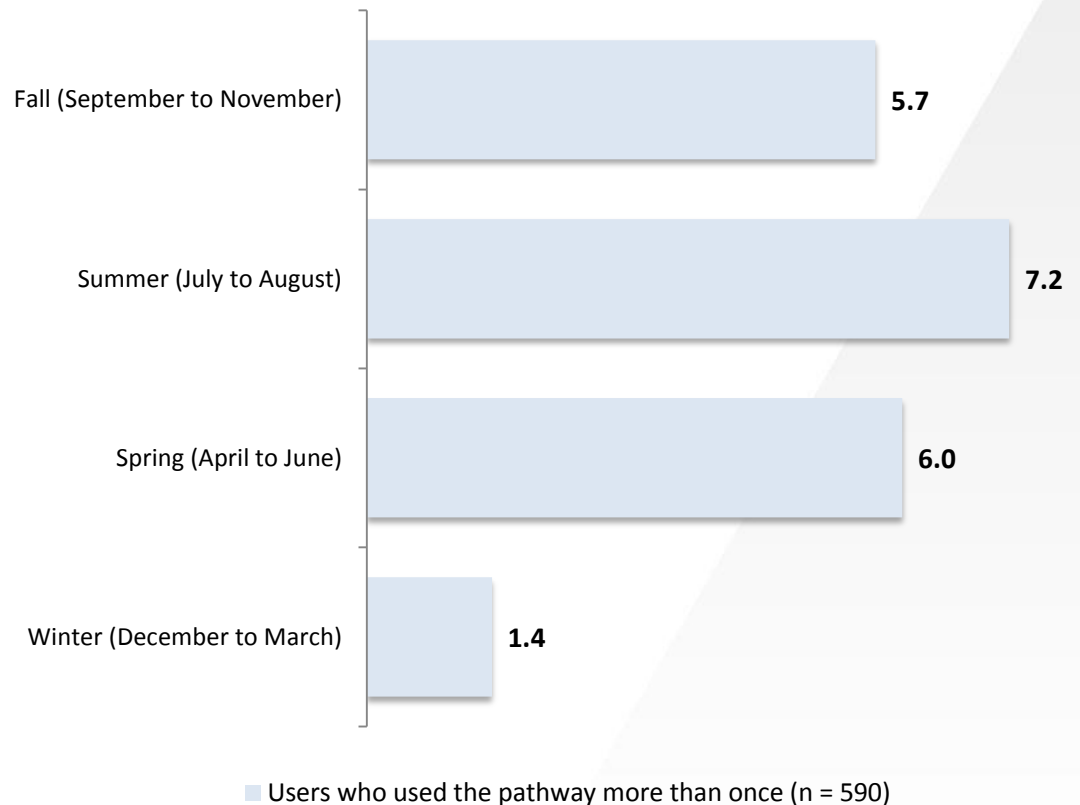 Fall (September to November)
5.7
Summer (July to August)
7.2
Spring (April to June)
6.0
Winter (December to March)
1.4
Users who used the pathway more than once (n = 590)